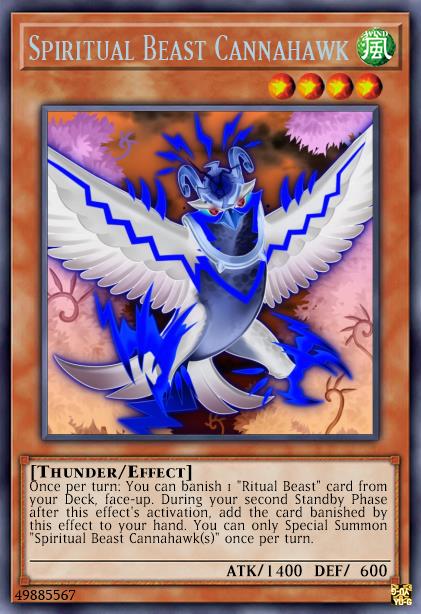 Spiritual Beast Cannahawk
WIND
風
[Thunder/Effect]
Once per turn: You can banish 1 "Ritual Beast" card from
your Deck, face-up. During your second Standby Phase
after this effect's activation, add the card banished by
this effect to your hand. You can only Special Summon
"Spiritual Beast Cannahawk(s)" once per turn.
ATK/1400 DEF/ 600
49885567